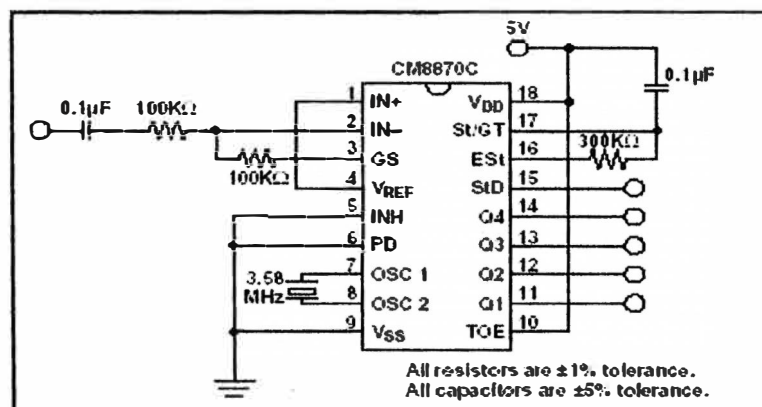 5V
CM8870C
0.1µF
0.1µF 100KΩ
100KΩ
300KΩ
1 IN+
2 IN–
3 GS
4 VREF
5 INH
6 PD
7 OSC 1
8 OSC 2
9 VSS
3.58
MHz
VDD 18
St/GT 17
ESt 16
StD 15
Q4 14
Q3 13
Q2 12
Q1 11
TOE 10
All resistors are ±1% tolerance.
All capacitors are ±5% tolerance.